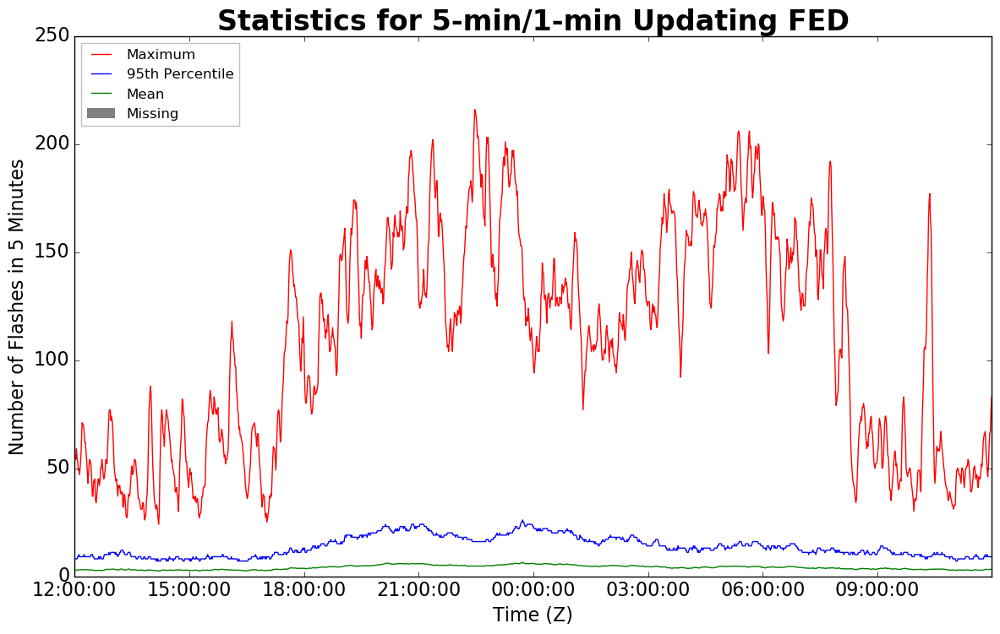 Statistics for 5-min/1-min Updating FED
250
200
150
100
50
0
Number of Flashes in 5 Minutes
Maximum
95th Percentile
Mean
Missing
12:00:00 15:00:00 18:00:00 21:00:00 00:00:00 03:00:00 06:00:00 09:00:00
Time (Z)